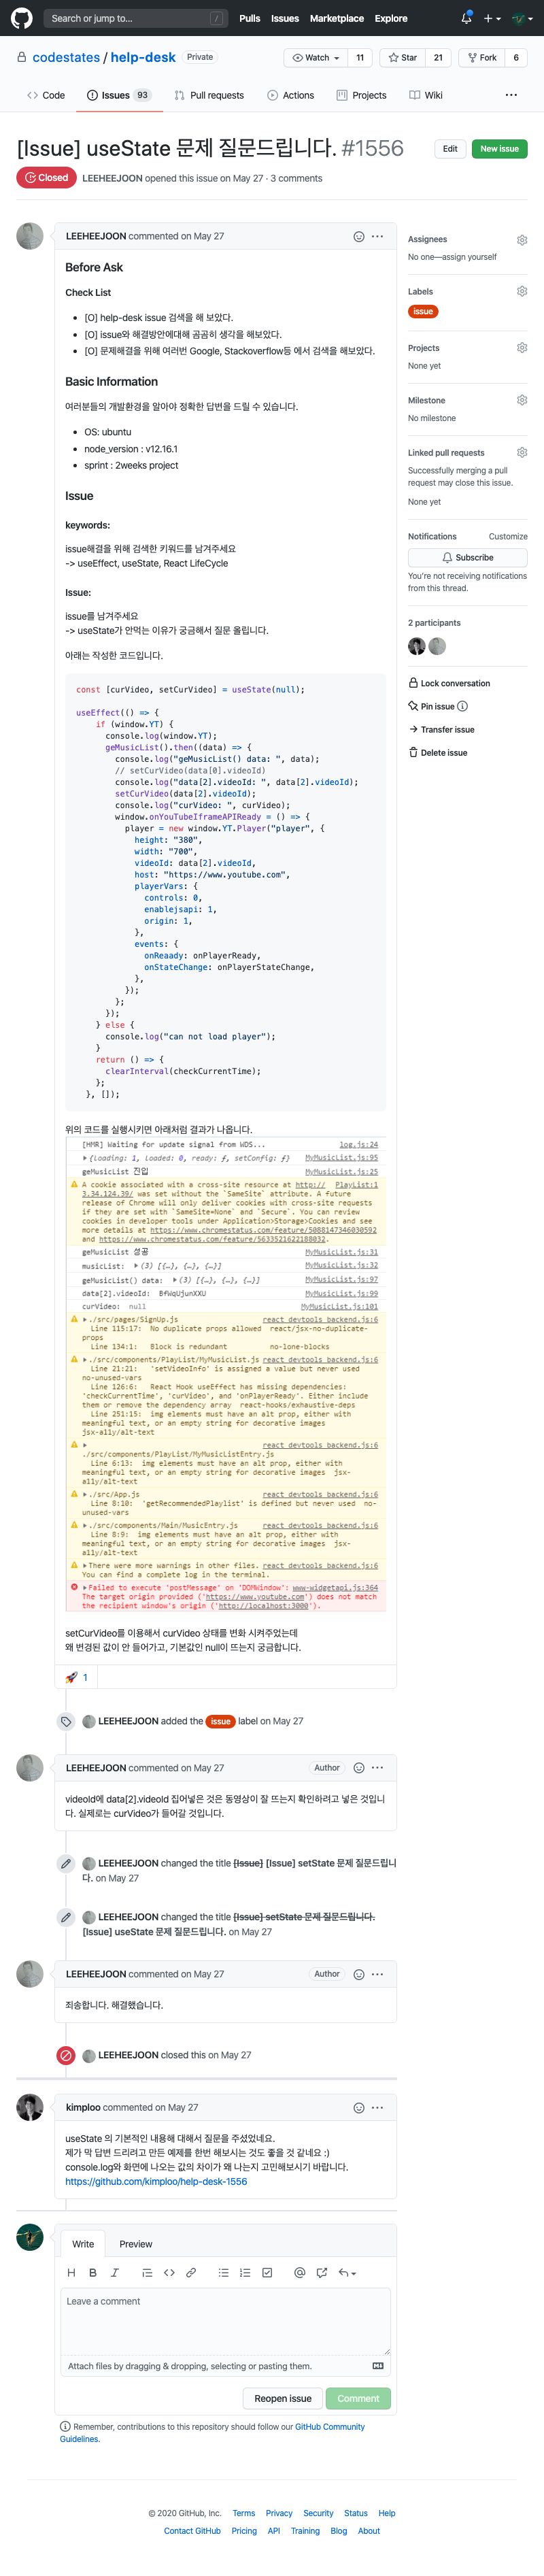 Search or jump to... /
Pulls Issues Marketplace Explore
codestates / help-desk Private
Watch 11 Star 21 Fork 6
Code Issues 93 Pull requests Actions Projects Wiki
[Issue] useState 문제 질문드립니다. #1556
Edit New issue
Closed LEEHEEJOON opened this issue on May 27 · 3 comments
LEEHEEJOON commented on May 27
Before Ask
Check List
[O] help-desk issue 검색을 해 보았다.
[O] issue와 해결방안에대해 곰곰히 생각을 해보았다.
[O] 문제해결을 위해 여러번 Google, Stackoverflow등 에서 검색을 해보았다.
Basic Information
여러분들의 개발환경을 알아야 정확한 답변을 드릴 수 있습니다.
OS: ubuntu
node_version : v12.16.1
sprint : 2weeks project
Issue
keywords:
issue해결을 위해 검색한 키워드를 남겨주세요
-> useEffect, useState, React LifeCycle
Issue:
issue를 남겨주세요
-> useState가 안먹는 이유가 궁금해서 질문 올립니다.
아래는 작성한 코드입니다.
const [curVideo, setCurVideo] = useState(null);
useEffect(() => {
if (window.YT) {
console.log(window.YT);
geMusicList().then((data) => {
console.log("geMusicList() data: ", data);
// setCurVideo(data[0].videoId)
console.log("data[2].videoId: ", data[2].videoId);
setCurVideo(data[2].videoId);
console.log("curVideo: ", curVideo);
window.onYouTubeIframeAPIReady = () => {
player = new window.YT.Player("player", {
height: "380",
width: "700",
videoId: data[2].videoId,
host: "https://www.youtube.com",
playerVars: {
controls: 0,
enablejsapi: 1,
origin: 1,
},
events: {
onReaady: onPlayerReady,
onStateChange: onPlayerStateChange,
},
});
};
});
} else {
console.log("can not load player");
}
return () => {
clearInterval(checkCurrentTime);
};
}, []);
위의 코드를 실행시키면 아래처럼 결과가 나옵니다.
[HMR] Waiting for update signal from WDS... log.js:24
{loading: 1, loaded: 0, ready: ƒ, setConfig: ƒ} MyMusicList.js:95
geMusicList 진입 MyMusicList.js:25
A cookie associated with a cross-site resource at http:// PlayList:1
3.34.124.39/ was set without the `SameSite` attribute. A future
release of Chrome will only deliver cookies with cross-site requests
if they are set with `SameSite=None` and `Secure`. You can review
cookies in developer tools under Application>Storage>Cookies and see
more details at https://www.chromestatus.com/feature/5088147346030592
and https://www.chromestatus.com/feature/5633521622188032.
geMusicList 성공 MyMusicList.js:31
musicList: (3) [{…}, {…}, {…}] MyMusicList.js:32
geMusicList() data: (3) [{…}, {…}, {…}] MyMusicList.js:97
data[2].videoId: BfWqUjunXXU MyMusicList.js:99
curVideo: null MyMusicList.js:101
./src/pages/SignUp.js react_devtools_backend.js:6
Line 115:17: No duplicate props allowed react/jsx-no-duplicate-
props
Line 134:1: Block is redundant no-lone-blocks
./src/components/PlayList/MyMusicList.js react_devtools_backend.js:6
Line 21:21: 'setVideoInfo' is assigned a value but never used
no-unused-vars
Line 126:6: React Hook useEffect has missing dependencies:
'checkCurrentTime', 'curVideo', and 'onPlayerReady'. Either include
them or remove the dependency array react-hooks/exhaustive-deps
Line 251:15: img elements must have an alt prop, either with
meaningful text, or an empty string for decorative images
jsx-a11y/alt-text
react_devtools_backend.js:6
./src/components/PlayList/MyMusicListEntry.js
Line 6:13: img elements must have an alt prop, either with
meaningful text, or an empty string for decorative images jsx-
a11y/alt-text
./src/App.js react_devtools_backend.js:6
Line 8:10: 'getRecommendedPlaylist' is defined but never used no-
unused-vars
./src/components/Main/MusicEntry.js react_devtools_backend.js:6
Line 8:9: img elements must have an alt prop, either with
meaningful text, or an empty string for decorative images jsx-
a11y/alt-text
There were warnings in other files. react_devtools_backend.js:6
You can find a complete log in the terminal.
Failed to execute 'postMessage' on 'DOMWindow': www-widgetapi.js:364
The target origin provided ('https://www.youtube.com') does not match
the recipient window's origin ('http://localhost:3000').
setCurVideo를 이용해서 curVideo 상태를 변화 시켜주었는데
왜 변경된 값이 안 들어가고, 기본값인 null이 뜨는지 궁금합니다.
1
LEEHEEJOON added the issue label on May 27
LEEHEEJOON commented on May 27 Author
videoId에 data[2].videoId 집어넣은 것은 동영상이 잘 뜨는지 확인하려고 넣은 것입니
다. 실제로는 curVideo가 들어갈 것입니다.
LEEHEEJOON changed the title [Issue] [Issue] setState 문제 질문드립니
다. on May 27
LEEHEEJOON changed the title [Issue] setState 문제 질문드립니다.
[Issue] useState 문제 질문드립니다. on May 27
LEEHEEJOON commented on May 27 Author
죄송합니다. 해결했습니다.
LEEHEEJOON closed this on May 27
kimploo commented on May 27
useState 의 기본적인 내용에 대해서 질문을 주셨었네요.
제가 막 답변 드리려고 만든 예제를 한번 해보시는 것도 좋을 것 같네요 :)
console.log와 화면에 나오는 값의 차이가 왜 나는지 고민해보시기 바랍니다.
https://github.com/kimploo/help-desk-1556
Write Preview
Leave a comment
Attach files by dragging & dropping, selecting or pasting them.
Reopen issue Comment
Remember, contributions to this repository should follow our GitHub Community
Guidelines.
Assignees
No one—assign yourself
Labels
issue
Projects
None yet
Milestone
No milestone
Linked pull requests
Successfully merging a pull
request may close this issue.
None yet
Notifications Customize
Subscribe
You're not receiving notifications
from this thread.
2 participants
Lock conversation
Pin issue
Transfer issue
Delete issue
© 2020 GitHub, Inc. Terms Privacy Security Status Help
Contact GitHub Pricing API Training Blog About